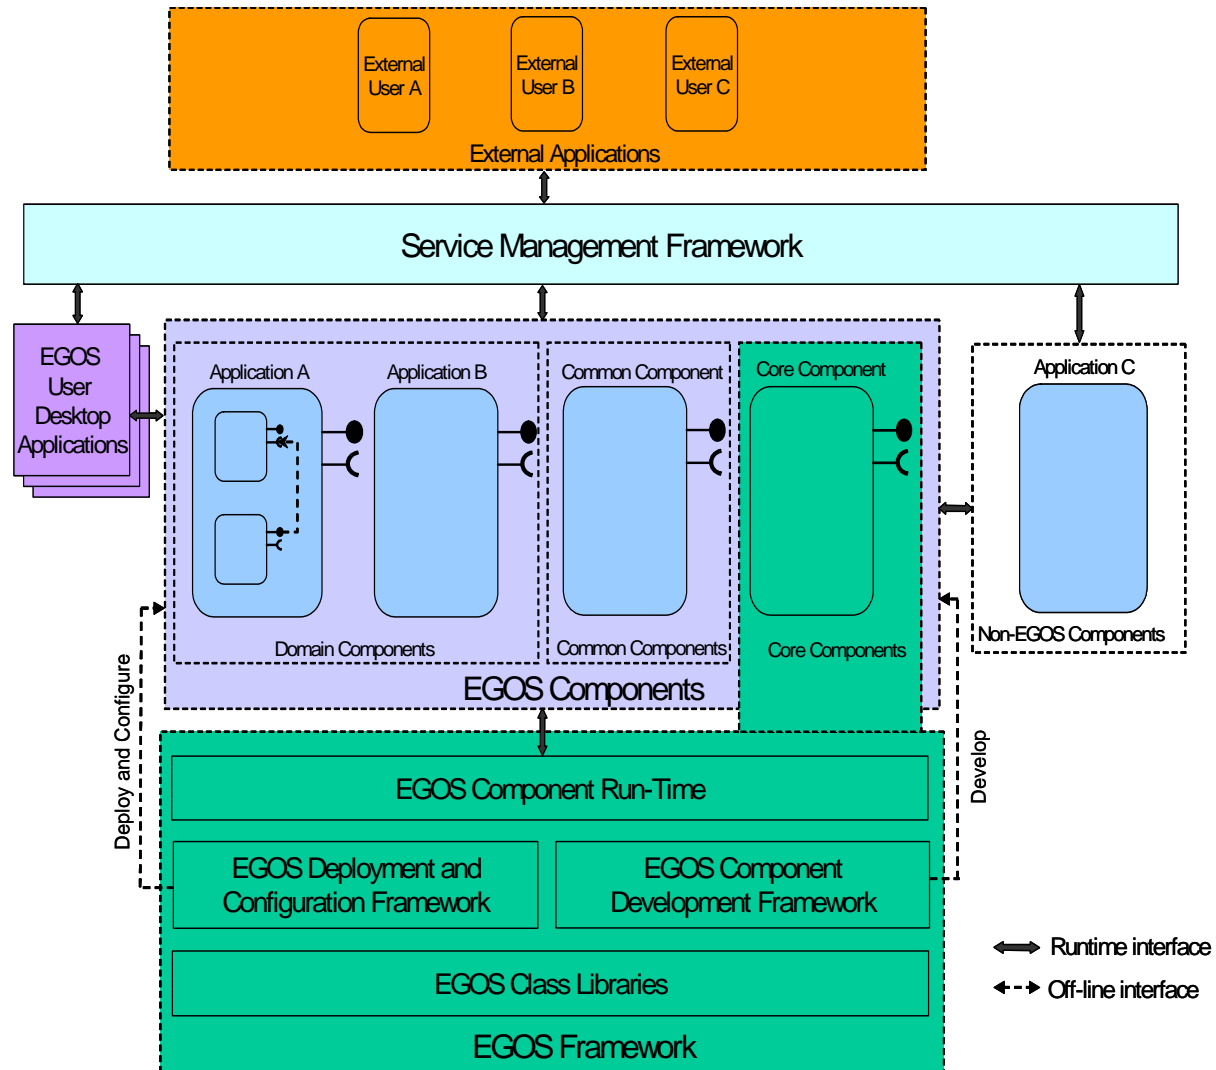 External
User A
External
User B
External
User C
External Applications
Service Management Framework
EGOS
User
Desktop
Applications
Application A
Application B
Common Component
Core Component
Application C
Domain Components
Common Components
Core Components
Non-EGOS Components
EGOS Components
Deploy and Configure
Develop
EGOS Component Run-Time
EGOS Deployment and
Configuration Framework
EGOS Component
Development Framework
EGOS Class Libraries
EGOS Framework
Runtime interface
Off-line interface